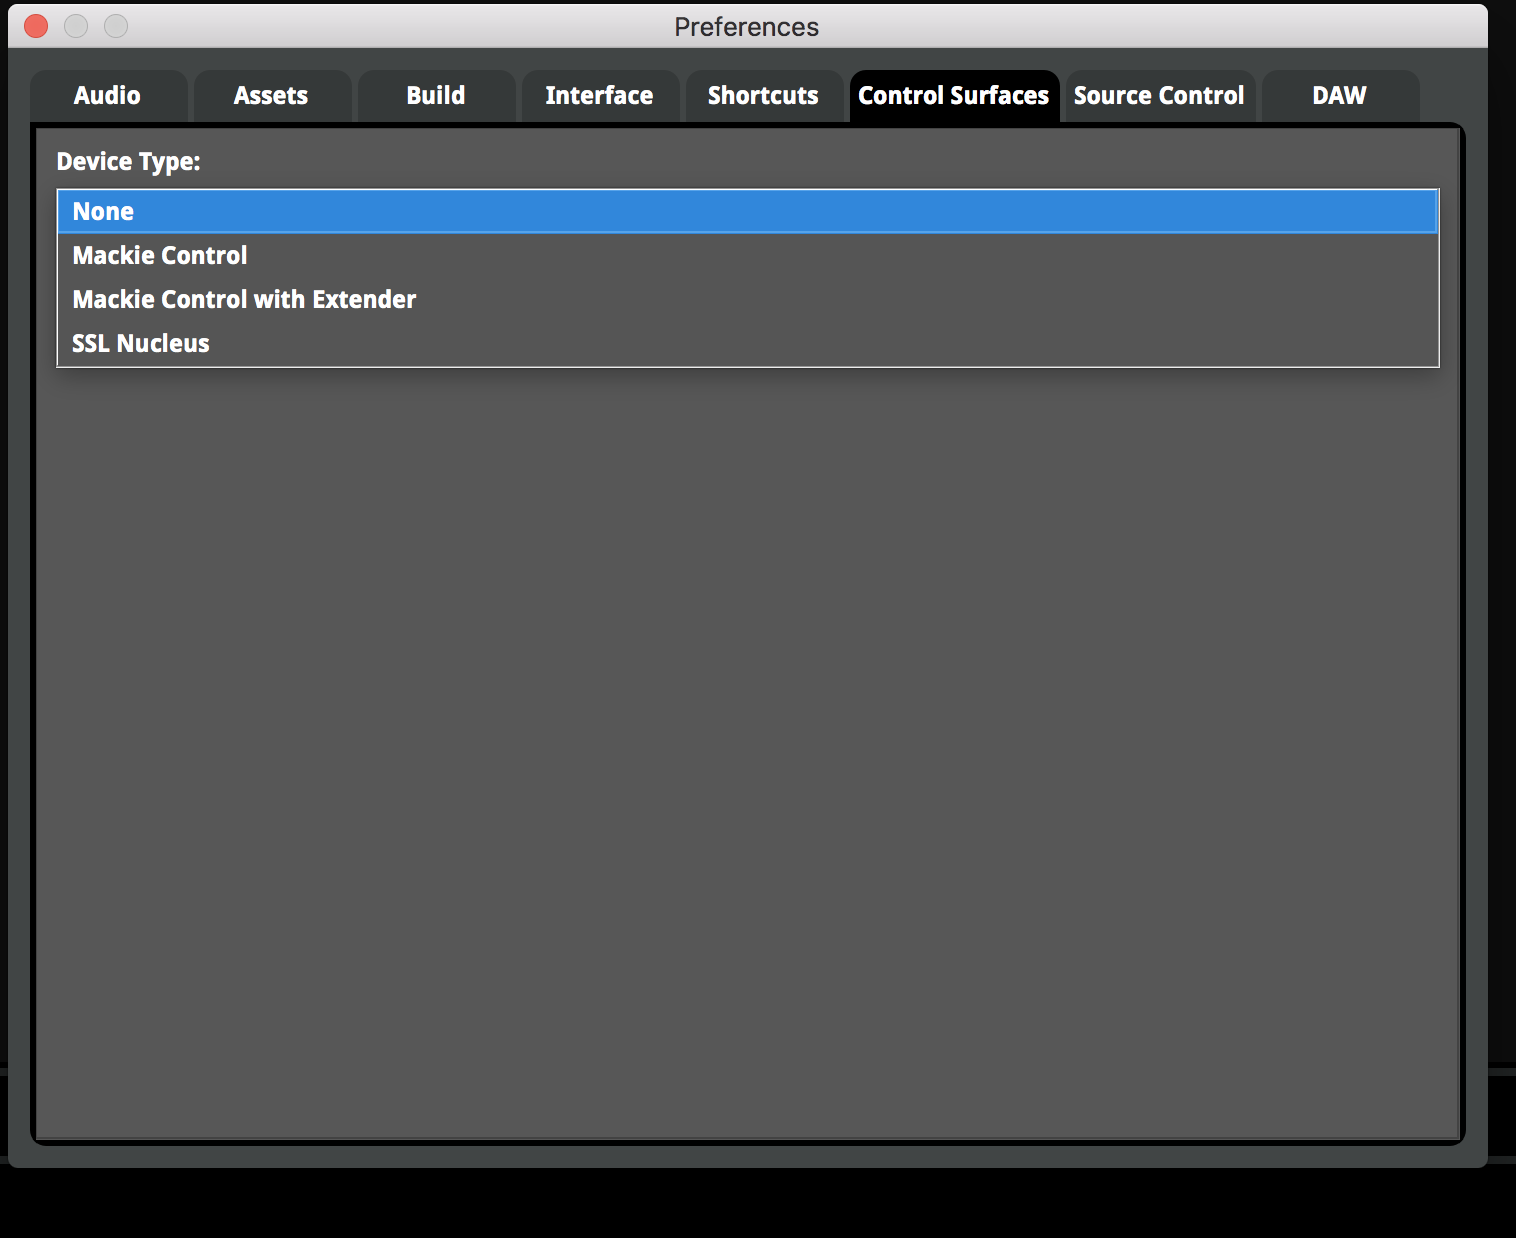 Preferences
Audio Assets Build Interface Shortcuts Control Surfaces Source Control DAW
Device Type:
None
Mackie Control
Mackie Control with Extender
SSL Nucleus